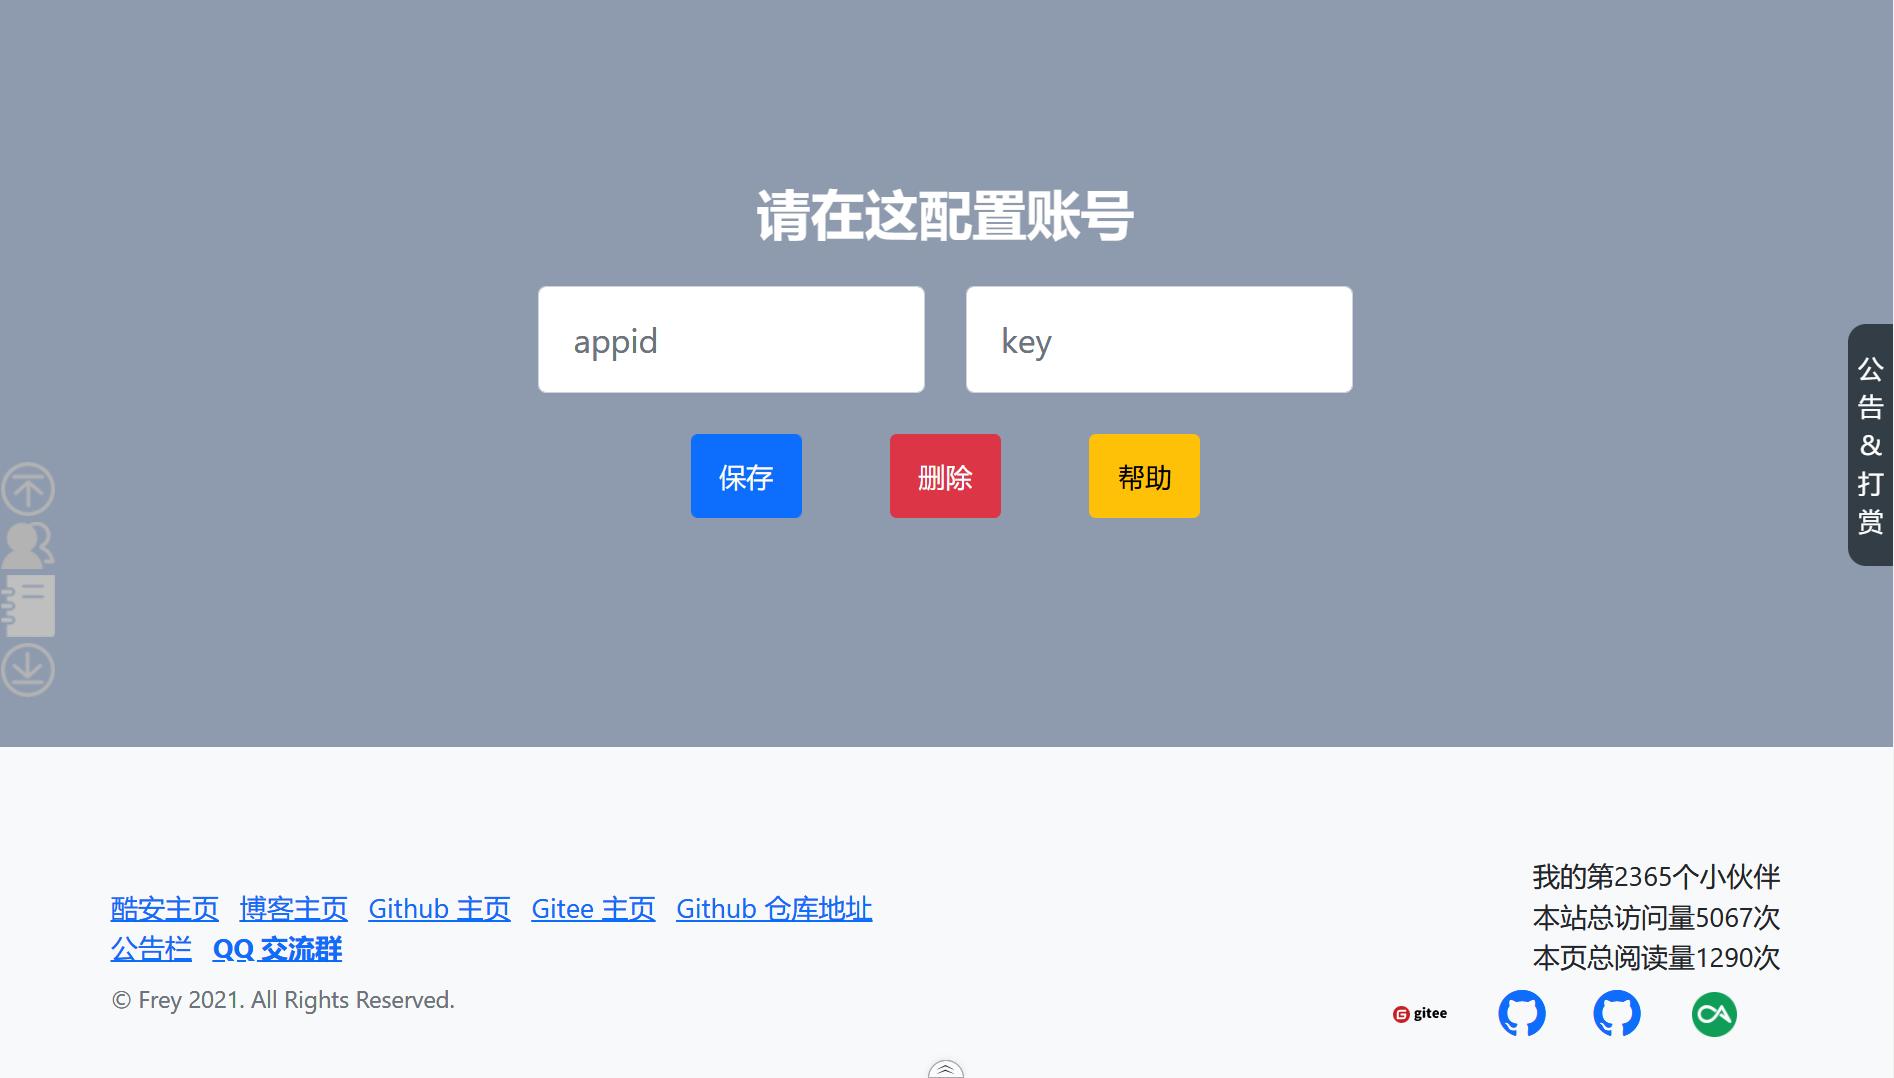 请在这配置账号
appid
key
保存
删除
帮助
公
告
&
打
赏
酷安主页 博客主页 Github 主页 Gitee 主页 Github 仓库地址
公告栏 QQ 交流群
© Frey 2021. All Rights Reserved.
我的第2365个小伙伴
本站总访问量5067次
本页总阅读量1290次
gitee